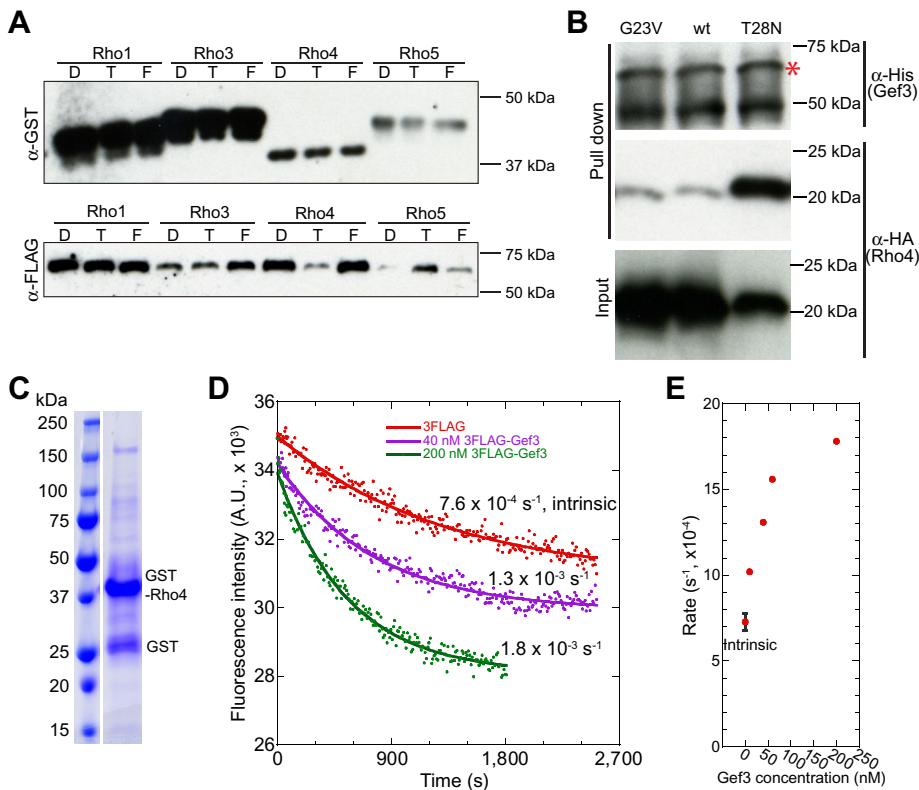 A
Rho1 Rho3 Rho4 Rho5
D T F D T F D T F D T F
α-GST
50 kDa
37 kDa
Rho1 Rho3 Rho4 Rho5
D T F D T F D T F D T F
α-FLAG
75 kDa
50 kDa
B
G23V wt T28N
75 kDa
*
50 kDa
α-His
(Gef3)
Pull down
25 kDa
20 kDa
α-HA
(Rho4)
Input
25 kDa
20 kDa
C
kDa
250
150
100
75
50
37
25
20
15
GST
-Rho4
GST
D
Fluorescence intensity (A.U., x 10³)
36
34
32
30
28
26
3FLAG
40 nM 3FLAG-Gef3
200 nM 3FLAG-Gef3
7.6 x 10⁻⁴ s⁻¹, intrinsic
1.3 x 10⁻³ s⁻¹
1.8 x 10⁻³ s⁻¹
0 900 1,800 2,700
Time (s)
E
Rate (s⁻¹, x10⁻⁴)
20
15
10
5
0
Intrinsic
0 50 100 150 200 250
Gef3 concentration (nM)